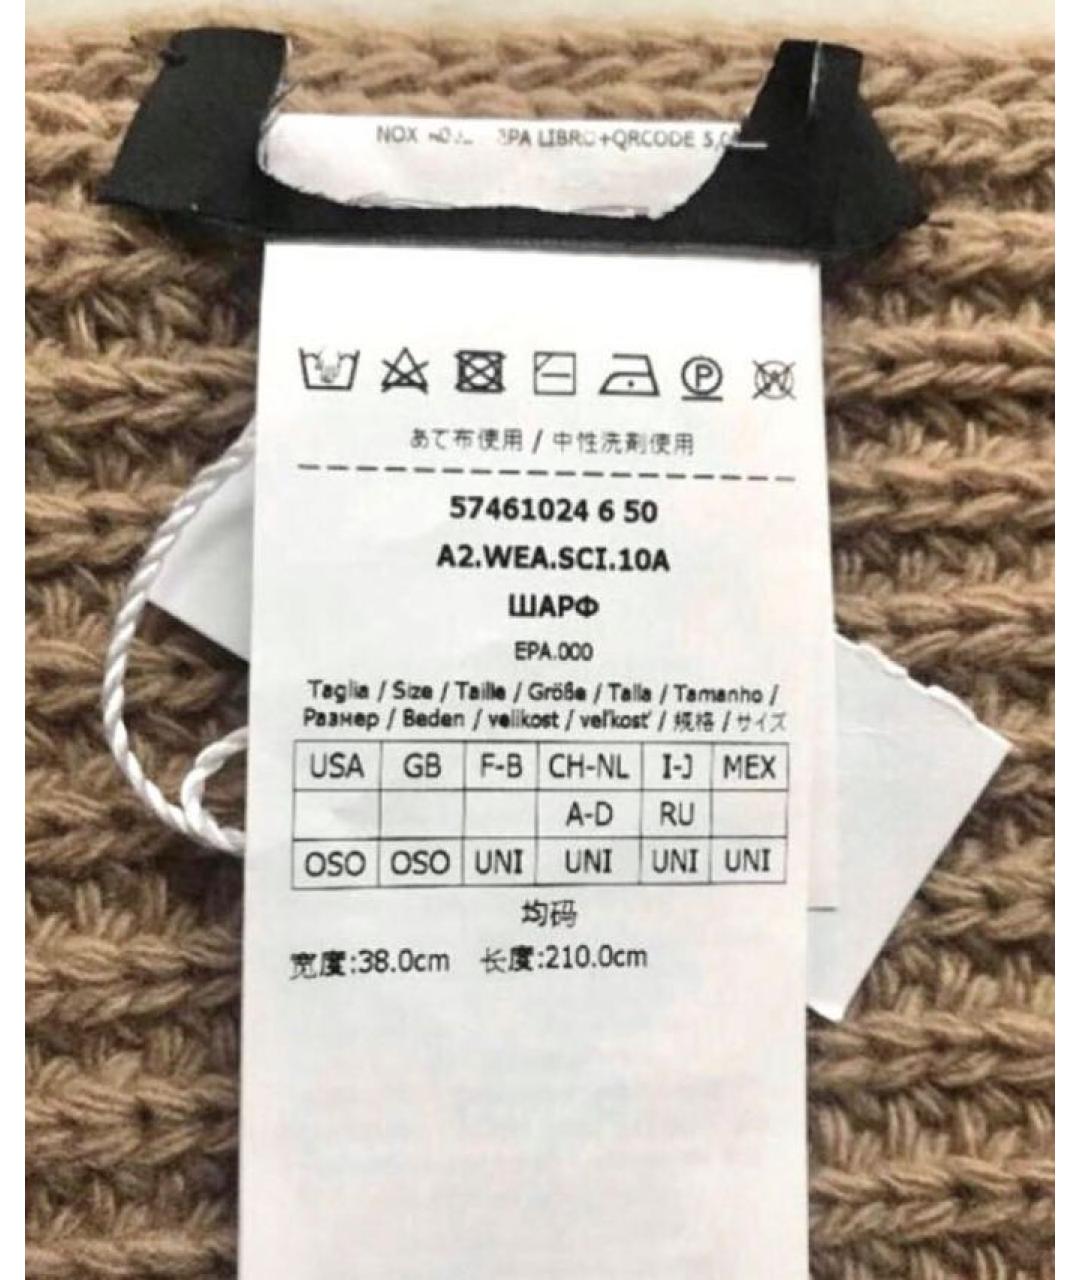 NOX LIBRO+QRCODE
P
W
あて布使用 / 中性洗剤使用
57461024 6 50
A2.WEA.SCI.10A
ШАРФ
EPA.000
Taglia / Size / Taille / Größe / Talla / Tamanho /
Размер / Beden / velikost / veľkosť / 规格 / サイズ
USA GB F-B CH-NL I-J MEX
A-D RU
OSO OSO UNI UNI UNI UNI
均码
宽度:38.0cm 长度:210.0cm